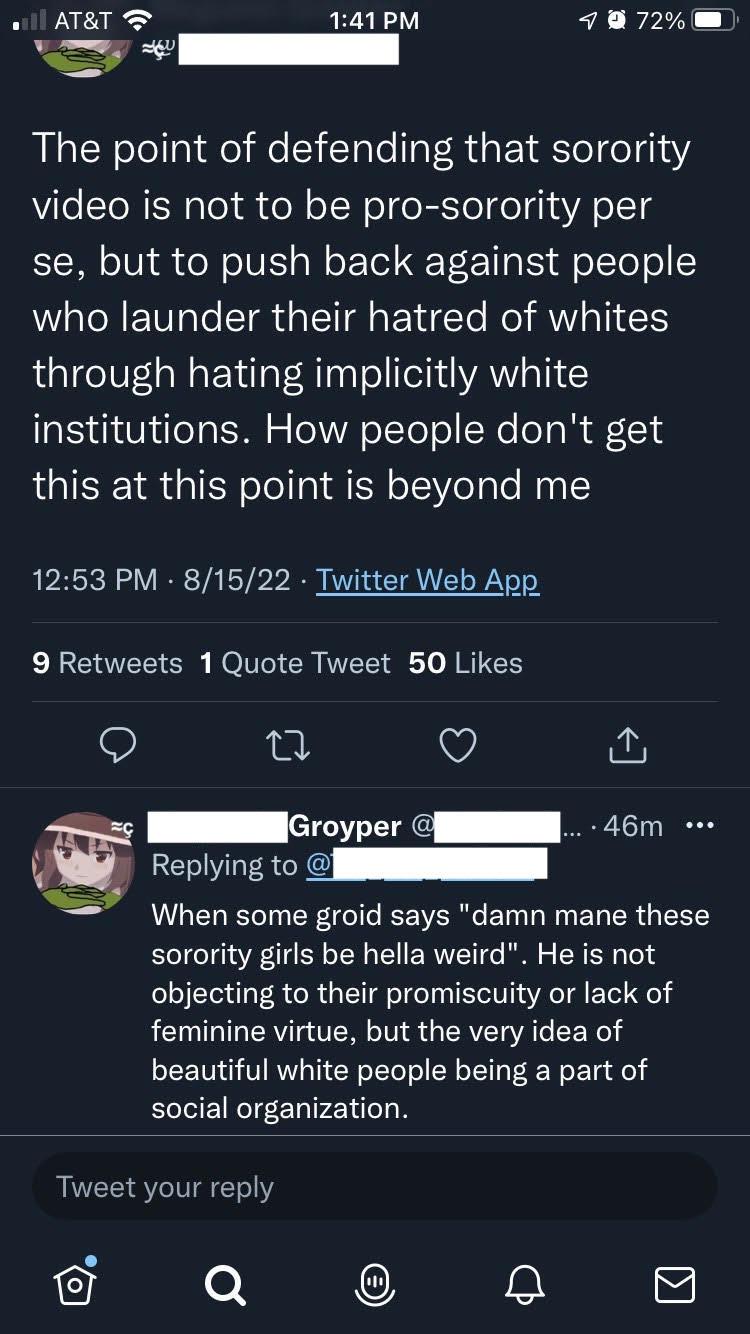 AT&T 1:41 PM 72%
The point of defending that sorority
video is not to be pro-sorority per
se, but to push back against people
who launder their hatred of whites
through hating implicitly white
institutions. How people don't get
this at this point is beyond me
12:53 PM · 8/15/22 · Twitter Web App
9 Retweets 1 Quote Tweet 50 Likes
Groyper @... · 46m
Replying to @
When some groid says "damn mane these
sorority girls be hella weird". He is not
objecting to their promiscuity or lack of
feminine virtue, but the very idea of
beautiful white people being a part of
social organization.
Tweet your reply